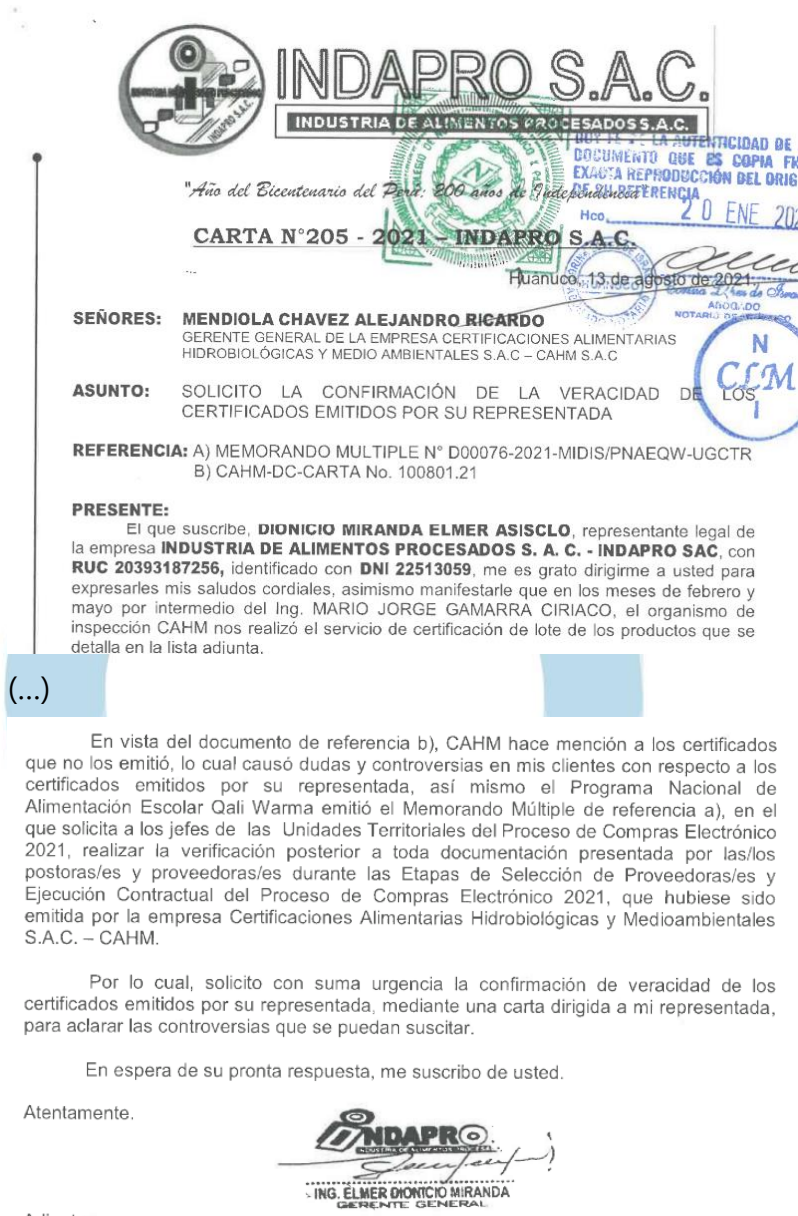 INDAPRO S.A.C.
INDUSTRIA DE ALIMENTOS PROCESADOS S.A.C.
INDAPRO S.A.C.
LA AUTENTICIDAD DE
DOCUMENTO QUE ES COPIA
EXACTA REPRODUCCIÓN DEL ORIG
DE SU REFERENCIA
Hco. 20 ENE 202
"Año del Bicentenario del Perú: 200 años de Independencia"
CARTA N°205 - 2021 – INDAPRO S.A.C.
Huanuco, 13 de agosto de 2021.
ABOGADO
NOTARIO DE
N
CLM
I
SEÑORES: MENDIOLA CHAVEZ ALEJANDRO RICARDO
GERENTE GENERAL DE LA EMPRESA CERTIFICACIONES ALIMENTARIAS
HIDROBIOLÓGICAS Y MEDIO AMBIENTALES S.A.C – CAHM S.A.C
ASUNTO: SOLICITO LA CONFIRMACIÓN DE LA VERACIDAD DE LOS
CERTIFICADOS EMITIDOS POR SU REPRESENTADA
REFERENCIA: A) MEMORANDO MULTIPLE N° D00076-2021-MIDIS/PNAEQW-UGCTR
B) CAHM-DC-CARTA No. 100801.21
PRESENTE:
El que suscribe, DIONICIO MIRANDA ELMER ASISCLO, representante legal de
la empresa INDUSTRIA DE ALIMENTOS PROCESADOS S. A. C. - INDAPRO SAC, con
RUC 20393187256, identificado con DNI 22513059, me es grato dirigirme a usted para
expresarles mis saludos cordiales, asimismo manifestarle que en los meses de febrero y
mayo por intermedio del Ing. MARIO JORGE GAMARRA CIRIACO, el organismo de
inspección CAHM nos realizó el servicio de certificación de lote de los productos que se
detalla en la lista adjunta.
(...)
En vista del documento de referencia b), CAHM hace mención a los certificados
que no los emitió, lo cual causó dudas y controversias en mis clientes con respecto a los
certificados emitidos por su representada, así mismo el Programa Nacional de
Alimentación Escolar Qali Warma emitió el Memorando Múltiple de referencia a), en el
que solicita a los jefes de las Unidades Territoriales del Proceso de Compras Electrónico
2021, realizar la verificación posterior a toda documentación presentada por las/los
postoras/es y proveedoras/es durante las Etapas de Selección de Proveedoras/es y
Ejecución Contractual del Proceso de Compras Electrónico 2021, que hubiese sido
emitida por la empresa Certificaciones Alimentarias Hidrobiológicas y Medioambientales
S.A.C. – CAHM.
Por lo cual, solicito con suma urgencia la confirmación de veracidad de los
certificados emitidos por su representada, mediante una carta dirigida a mi representada,
para aclarar las controversias que se puedan suscitar.
En espera de su pronta respuesta, me suscribo de usted.
Atentamente.
INDAPRO
ING. ELMER DIONICIO MIRANDA
GERENTE GENERAL